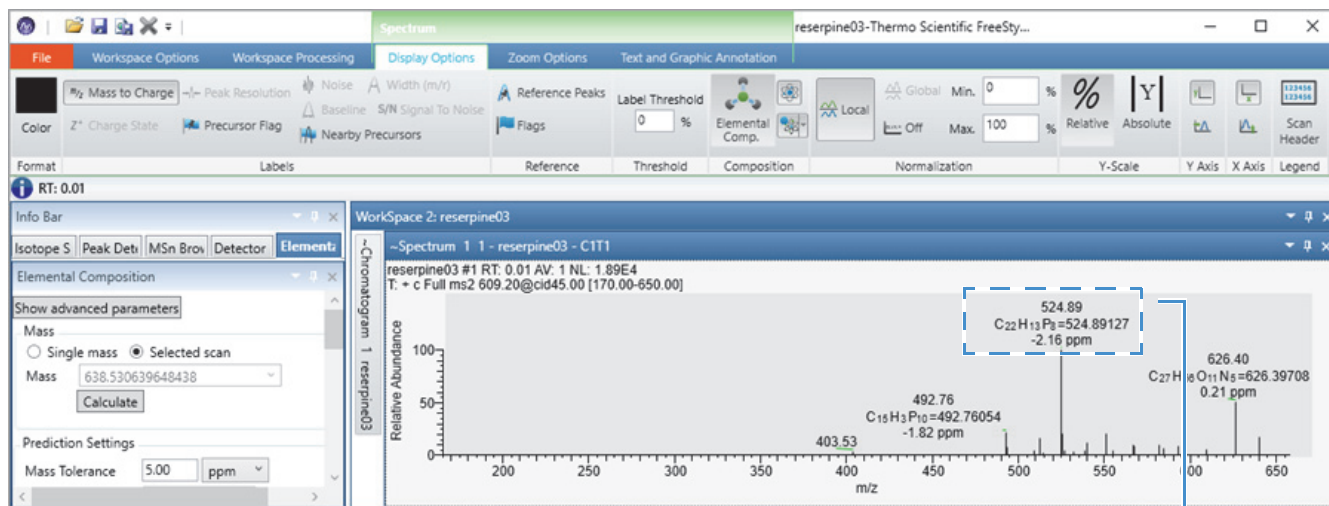 Spectrum
reserpine03-Thermo Scientific FreeSty...
File Workspace Options Workspace Processing Display Options Zoom Options Text and Graphic Annotation
Color
m/z Mass to Charge Peak Resolution Noise Width (m/r)
Baseline S/N Signal To Noise
Z+ Charge State Precursor Flag Nearby Precursors
Reference Peaks
Flags
Label Threshold
0 %
Elemental
Comp.
Local
Global Min. 0 %
Off Max. 100 %
% |Y|
Relative Absolute
123456
123456
Scan
Header
Format Labels Reference Threshold Composition Normalization Y-Scale Y Axis X Axis Legend
RT: 0.01
Info Bar
Isotope S Peak Dete MSn Brow Detector Elementa
Elemental Composition
Show advanced parameters
Mass
Single mass Selected scan
Mass 638.530639648438
Calculate
Prediction Settings
Mass Tolerance 5.00 ppm
WorkSpace 2: reserpine03
~Chromatogram 1 reserpine03
~Spectrum 1 1 - reserpine03 - C1T1
reserpine03 #1 RT: 0.01 AV: 1 NL: 1.89E4
T: + c Full ms2 609.20@cid45.00 [170.00-650.00]
524.89
C22H13P8=524.89127
-2.16 ppm
626.40
O11N5=626.39708
0.21 ppm
492.76
C15H3P10=492.76054
-1.82 ppm
403.53
Relative Abundance
100
50
0
200 250 300 350 400 450 500 550 600 650
m/z